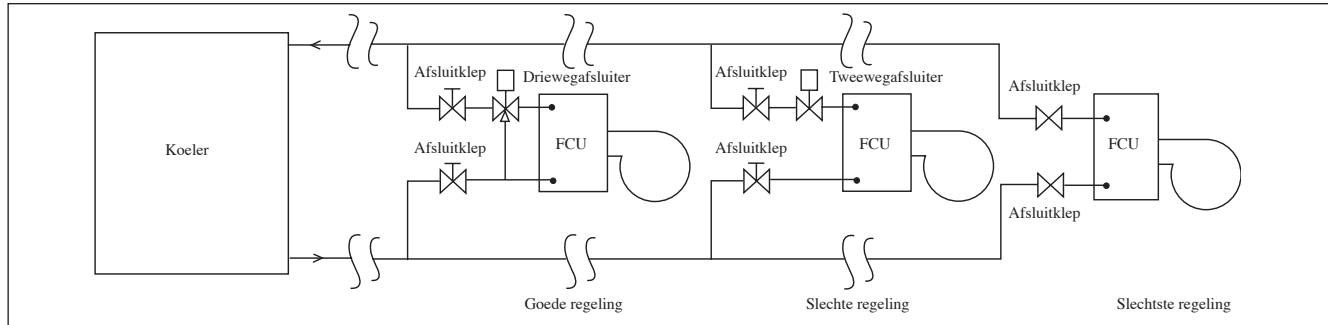 Koeler
Afsluitklep
Driewegafsluiter
FCU
Afsluitklep
Goede regeling
Afsluitklep
Tweewegafsluiter
FCU
Afsluitklep
Slechte regeling
Afsluitklep
FCU
Afsluitklep
Slechtste regeling